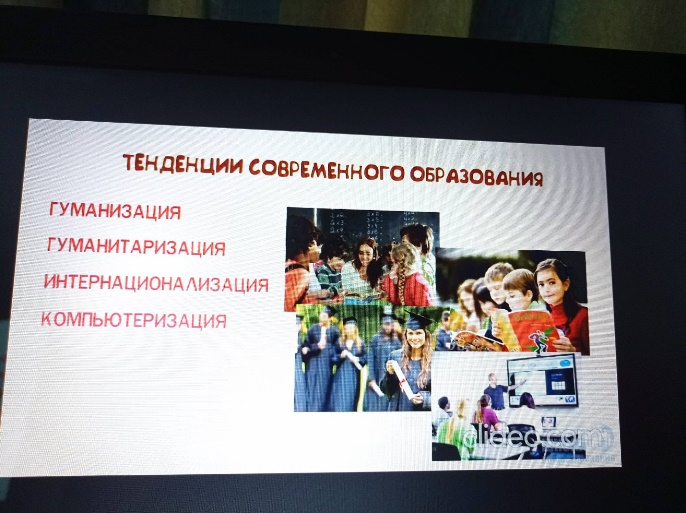 ТЕНДЕНЦИИ СОВРЕМЕННОГО ОБРАЗОВАНИЯ
ГУМАНИЗАЦИЯ
ГУМАНИТАРИЗАЦИЯ
ИНТЕРНАЦИОНАЛИЗАЦИЯ
КОМПЬЮТЕРИЗАЦИЯ